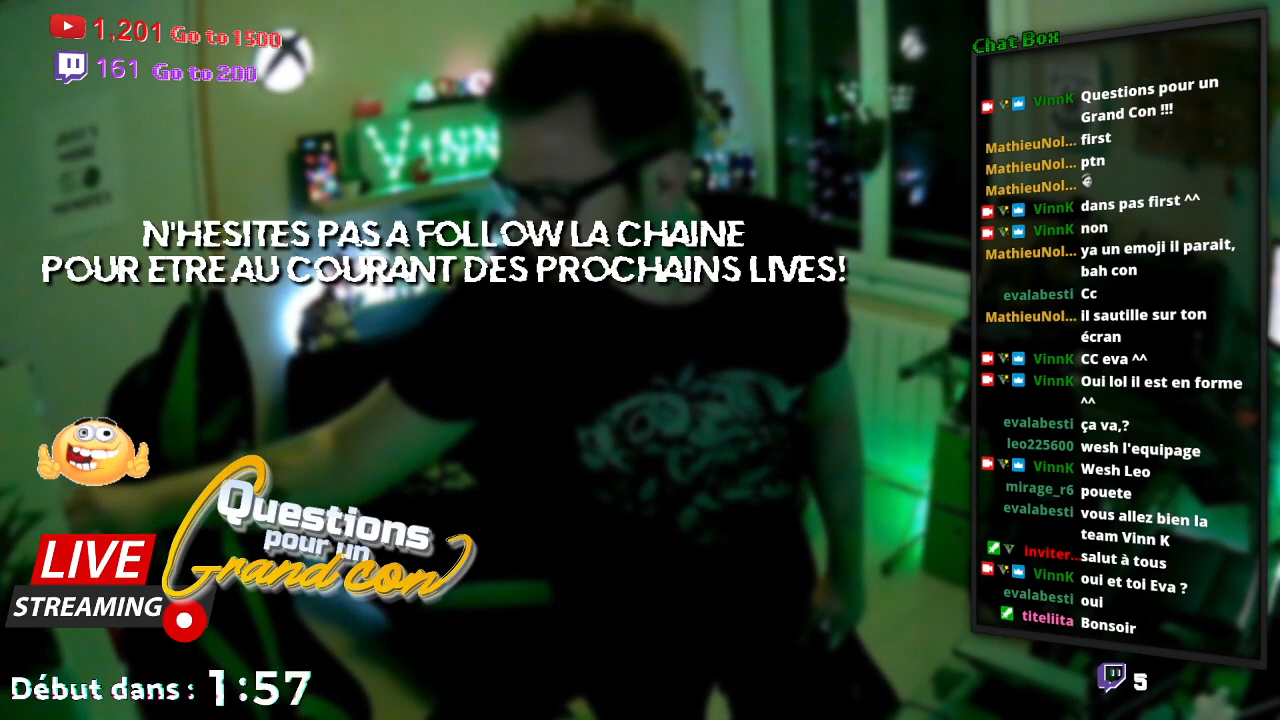 1,201 Go to 1500
161 Go to 200
VINN
N'HESITES PAS A FOLLOW LA CHAINE
POUR ETRE AU COURANT DES PROCHAINS LIVES!
Questions
pour un
Grand con
LIVE
STREAMING
Début dans : 1:57
Chat Box
VinnK Questions pour un
Grand Con !!!
MathieuNol... first
MathieuNol... ptn
MathieuNol...
VinnK dans pas first ^^
VinnK non
MathieuNol... ya un emoji il parait,
bah con
evalabesti Cc
MathieuNol... il sautille sur ton
écran
VinnK CC eva ^^
VinnK Oui lol il est en forme
^^
evalabesti ça va,?
leo225600 wesh l'equipage
VinnK Wesh Leo
mirage_r6 pouete
evalabesti vous allez bien la
team Vinn K
Inviter... salut à tous
VinnK oui et toi Eva ?
evalabesti oui
titeliita Bonsoir
5